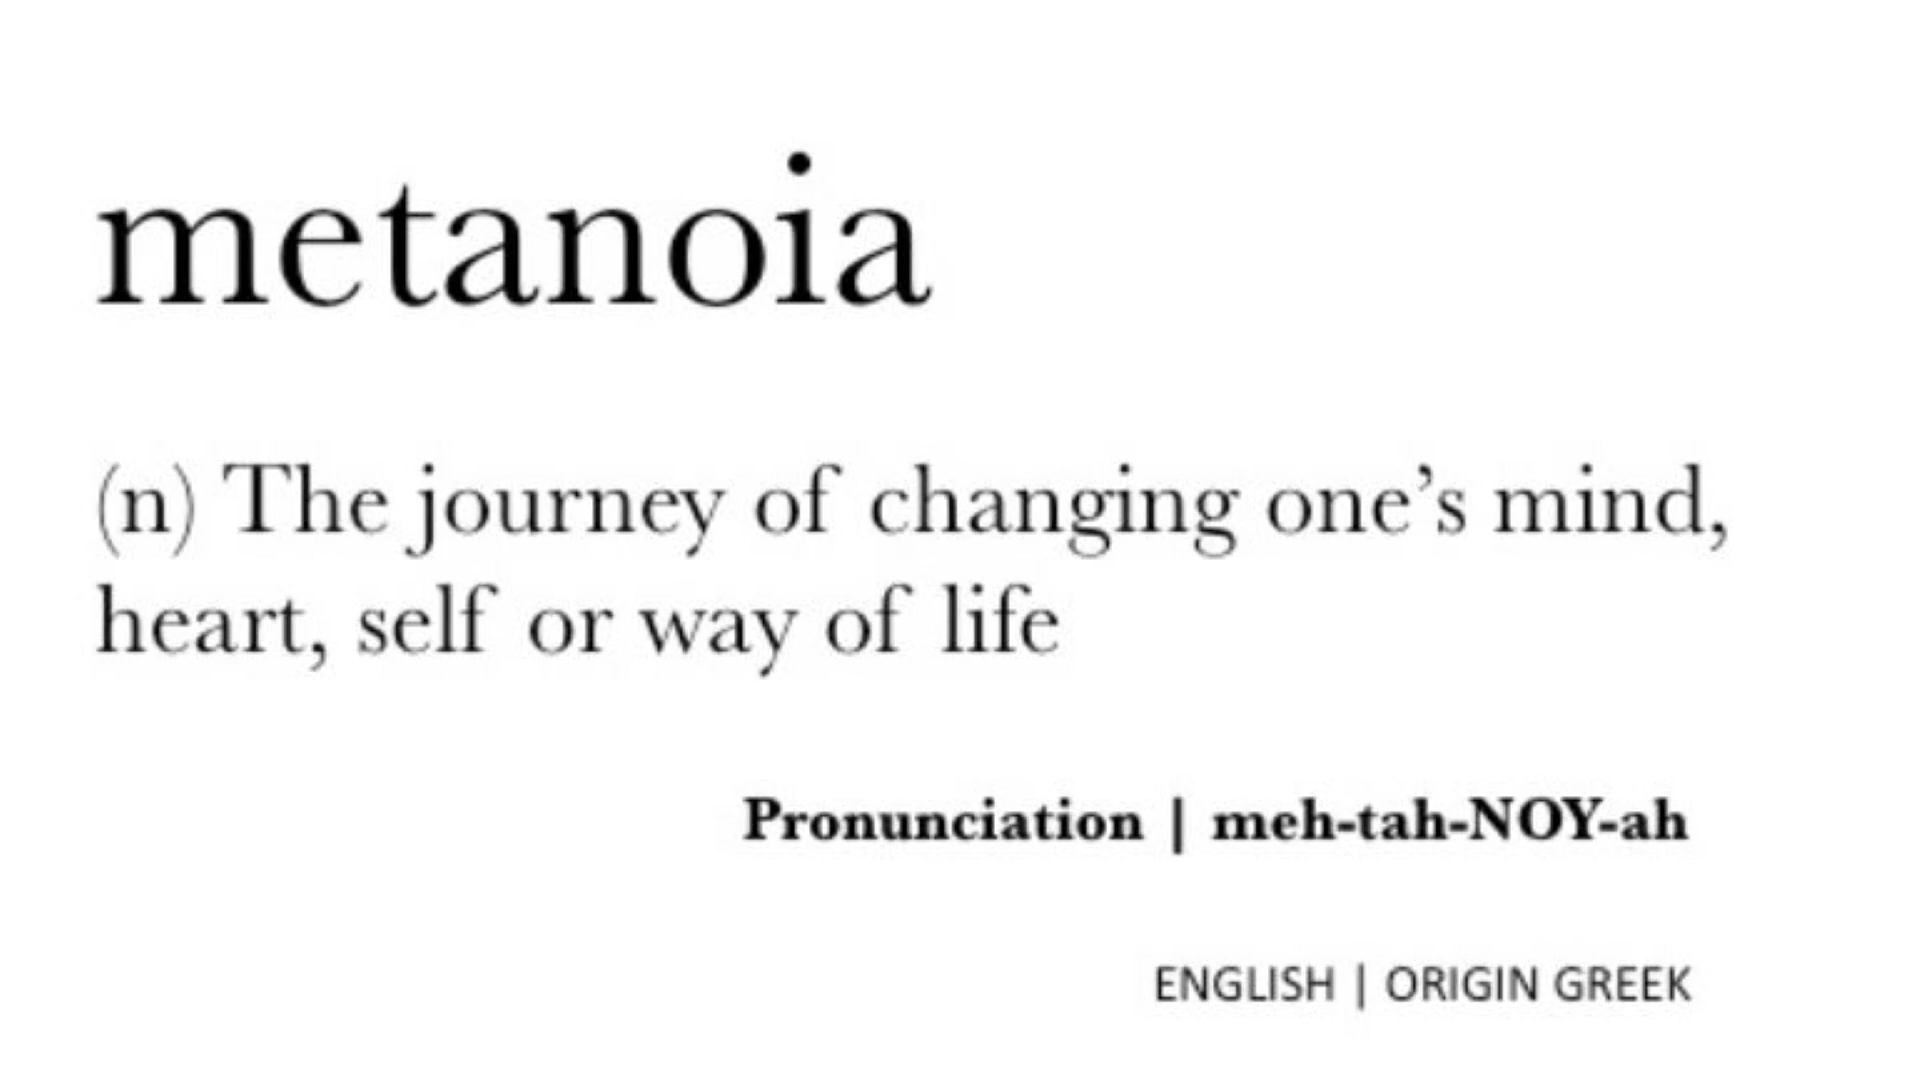 metanoia
(n) The journey of changing one’s mind,
heart, self or way of life
Pronunciation | meh-tah-NOY-ah
ENGLISH | ORIGIN GREEK